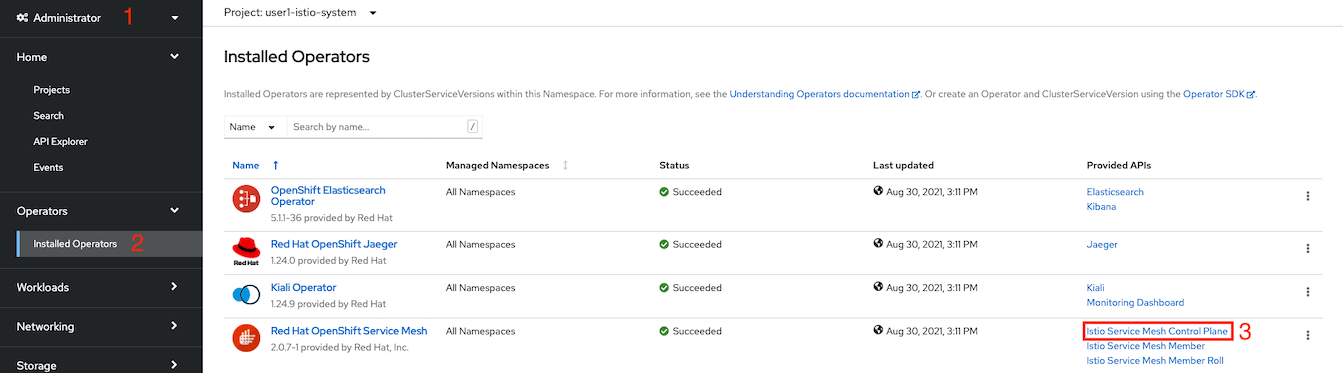 Administrator 1
Home
Projects
Search
API Explorer
Events
Operators
Installed Operators 2
Workloads
Networking
Storage
Project: user1-istio-system
Installed Operators
Installed Operators are represented by ClusterServiceVersions within this Namespace. For more information, see the Understanding Operators documentation. Or create an Operator and ClusterServiceVersion using the Operator SDK.
Name Search by name... /
Name Managed Namespaces Status Last updated Provided APIs
OpenShift Elasticsearch Operator
5.1.1-36 provided by Red Hat
All Namespaces
Succeeded
Aug 30, 2021, 3:11 PM
Elasticsearch
Kibana
Red Hat
Red Hat OpenShift Jaeger
1.24.0 provided by Red Hat
All Namespaces
Succeeded
Aug 30, 2021, 3:11 PM
Jaeger
Kiali Operator
1.24.9 provided by Red Hat
All Namespaces
Succeeded
Aug 30, 2021, 3:11 PM
Kiali
Monitoring Dashboard
Red Hat OpenShift Service Mesh
2.0.7-1 provided by Red Hat, Inc.
All Namespaces
Succeeded
Aug 30, 2021, 3:11 PM
Istio Service Mesh Control Plane 3
Istio Service Mesh Member
Istio Service Mesh Member Roll